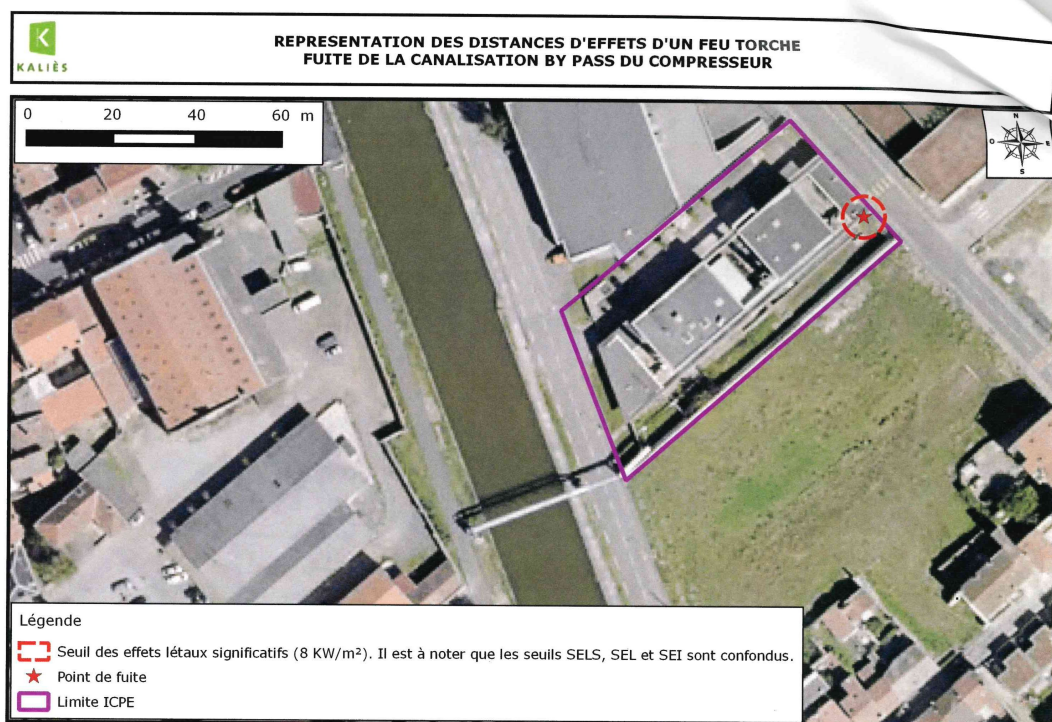 KALIÈS
REPRESENTATION DES DISTANCES D'EFFETS D'UN FEU TORCHE
FUITE DE LA CANALISATION BY PASS DU COMPRESSEUR
0 20 40 60 m
N
O E
S
Légende
Seuil des effets létaux significatifs (8 KW/m²). Il est à noter que les seuils SELS, SEL et SEI sont confondus.
Point de fuite
Limite ICPE